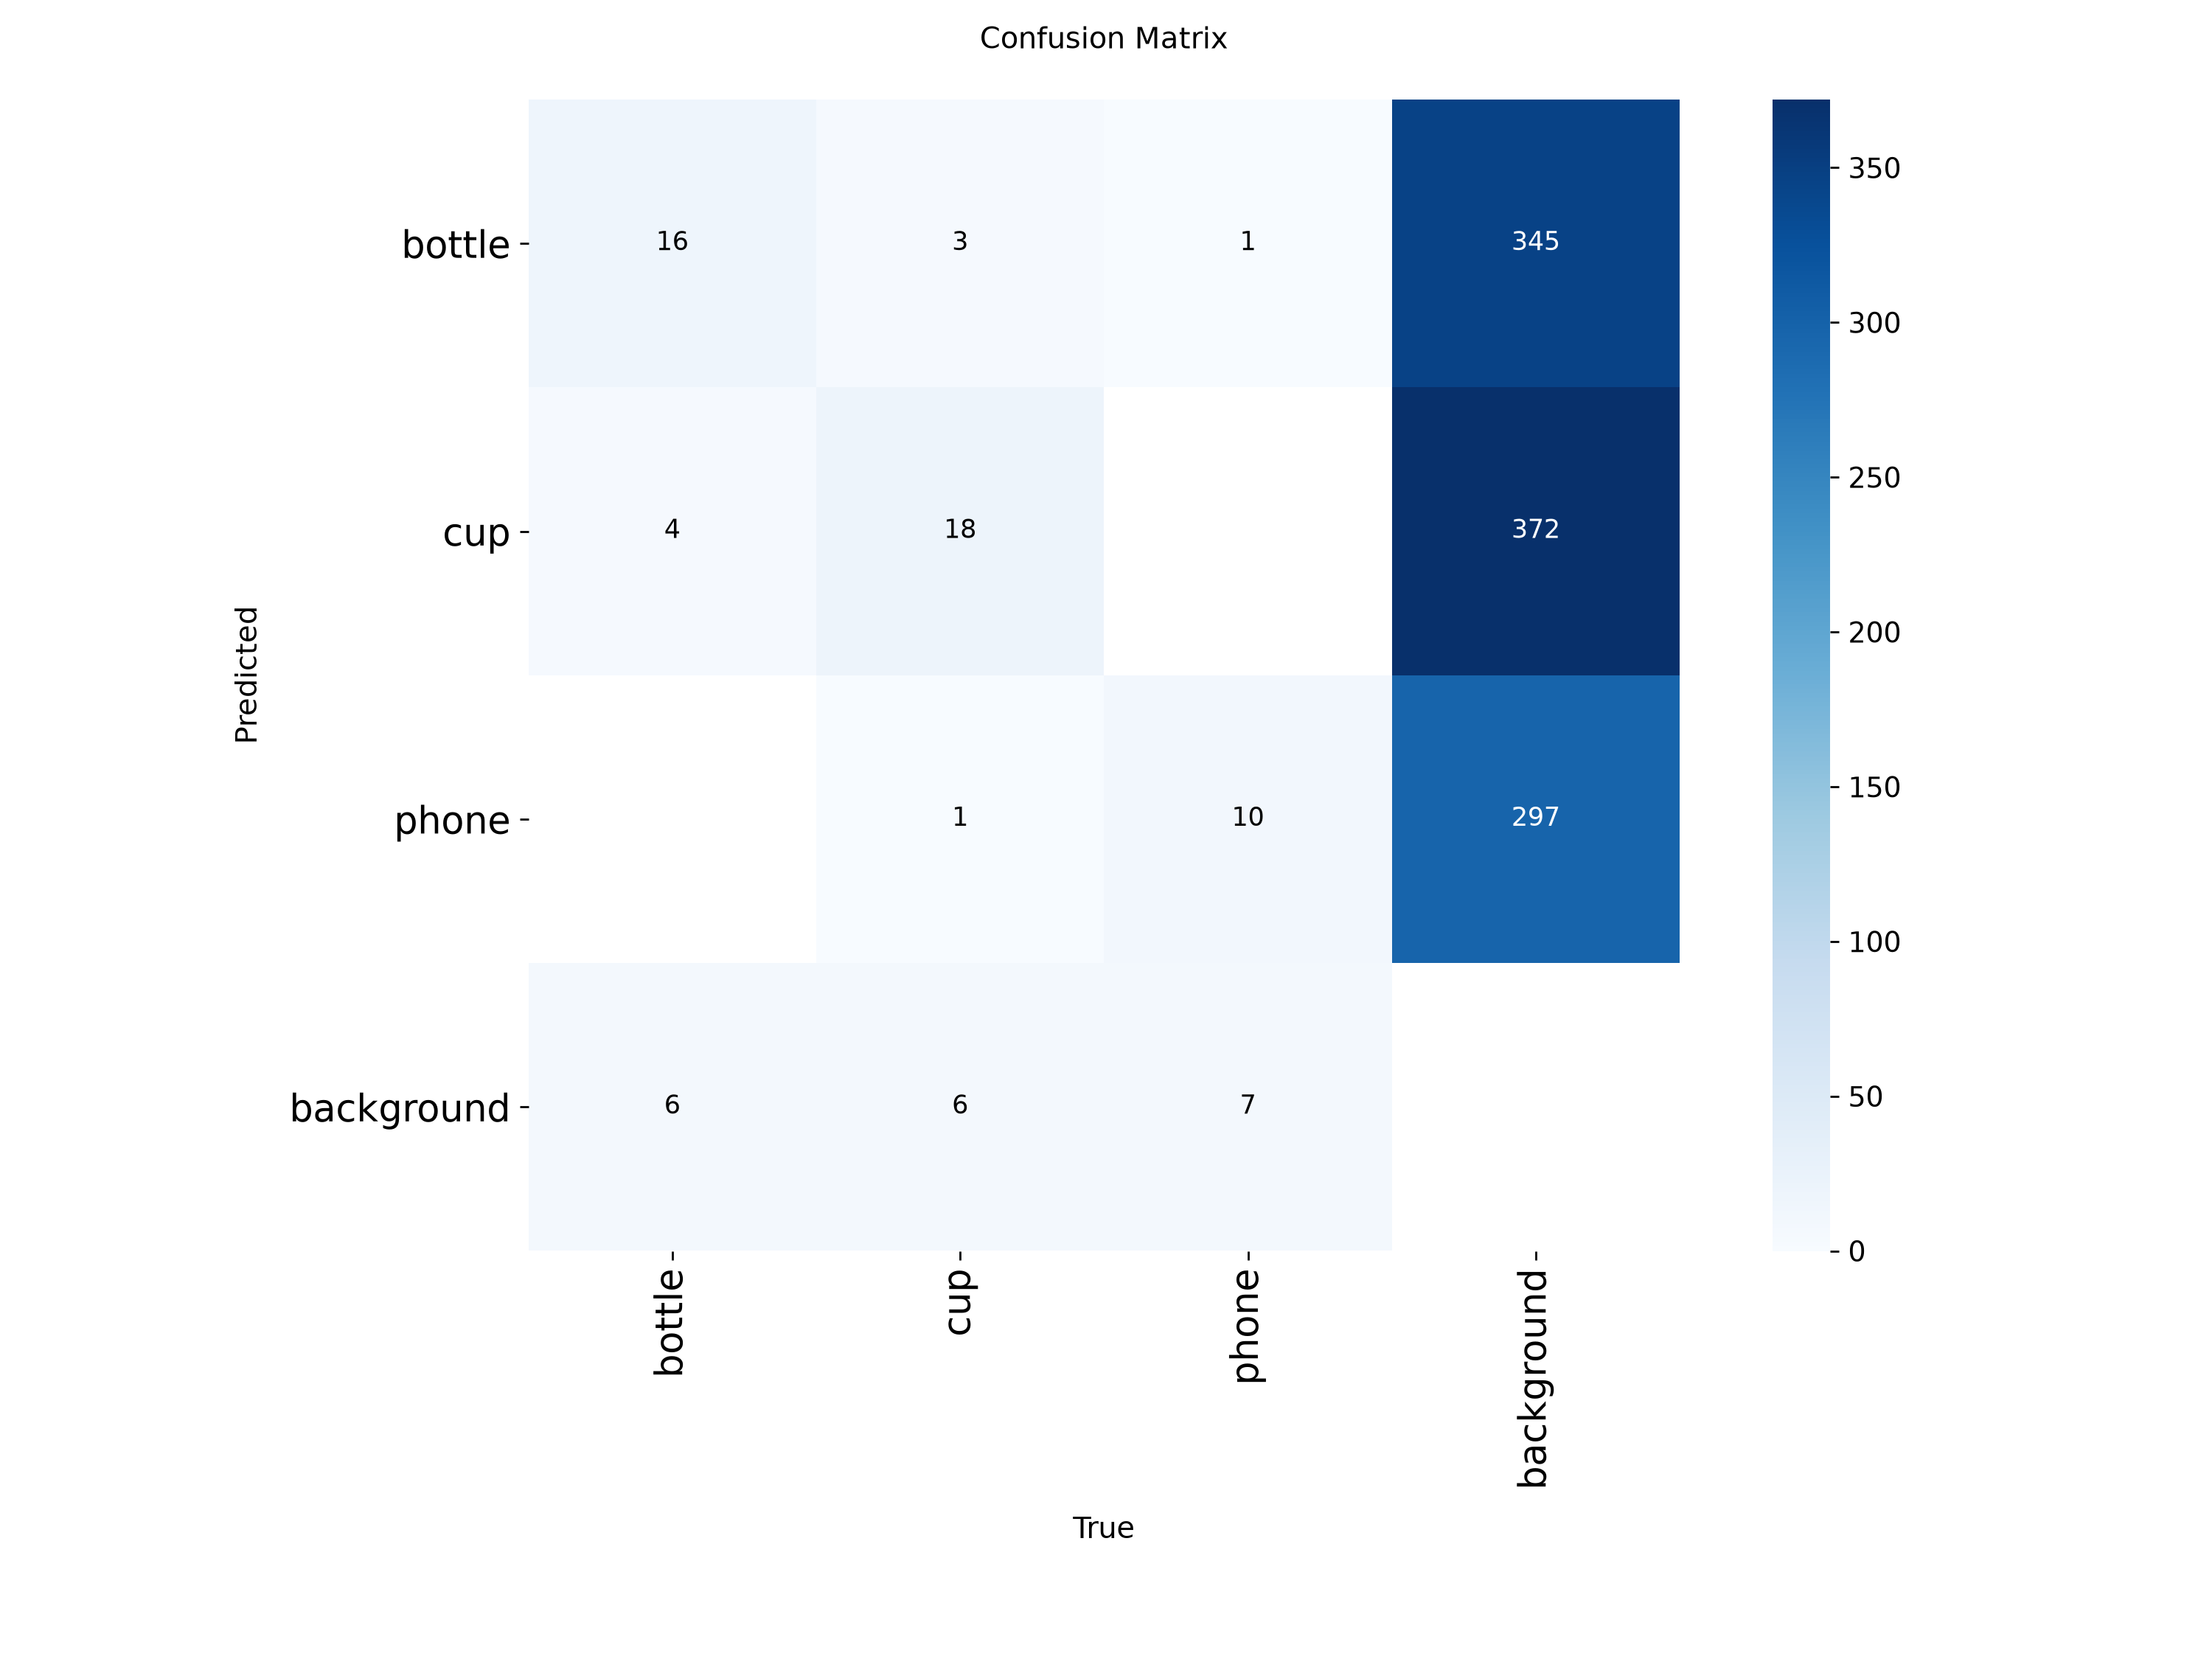 Confusion Matrix
350
bottle 16 3 1 345
300
250
cup 4 18 372
200
Predicted
150
phone 1 10 297
100
background 6 6 7
50
0
bottle cup phone background
True